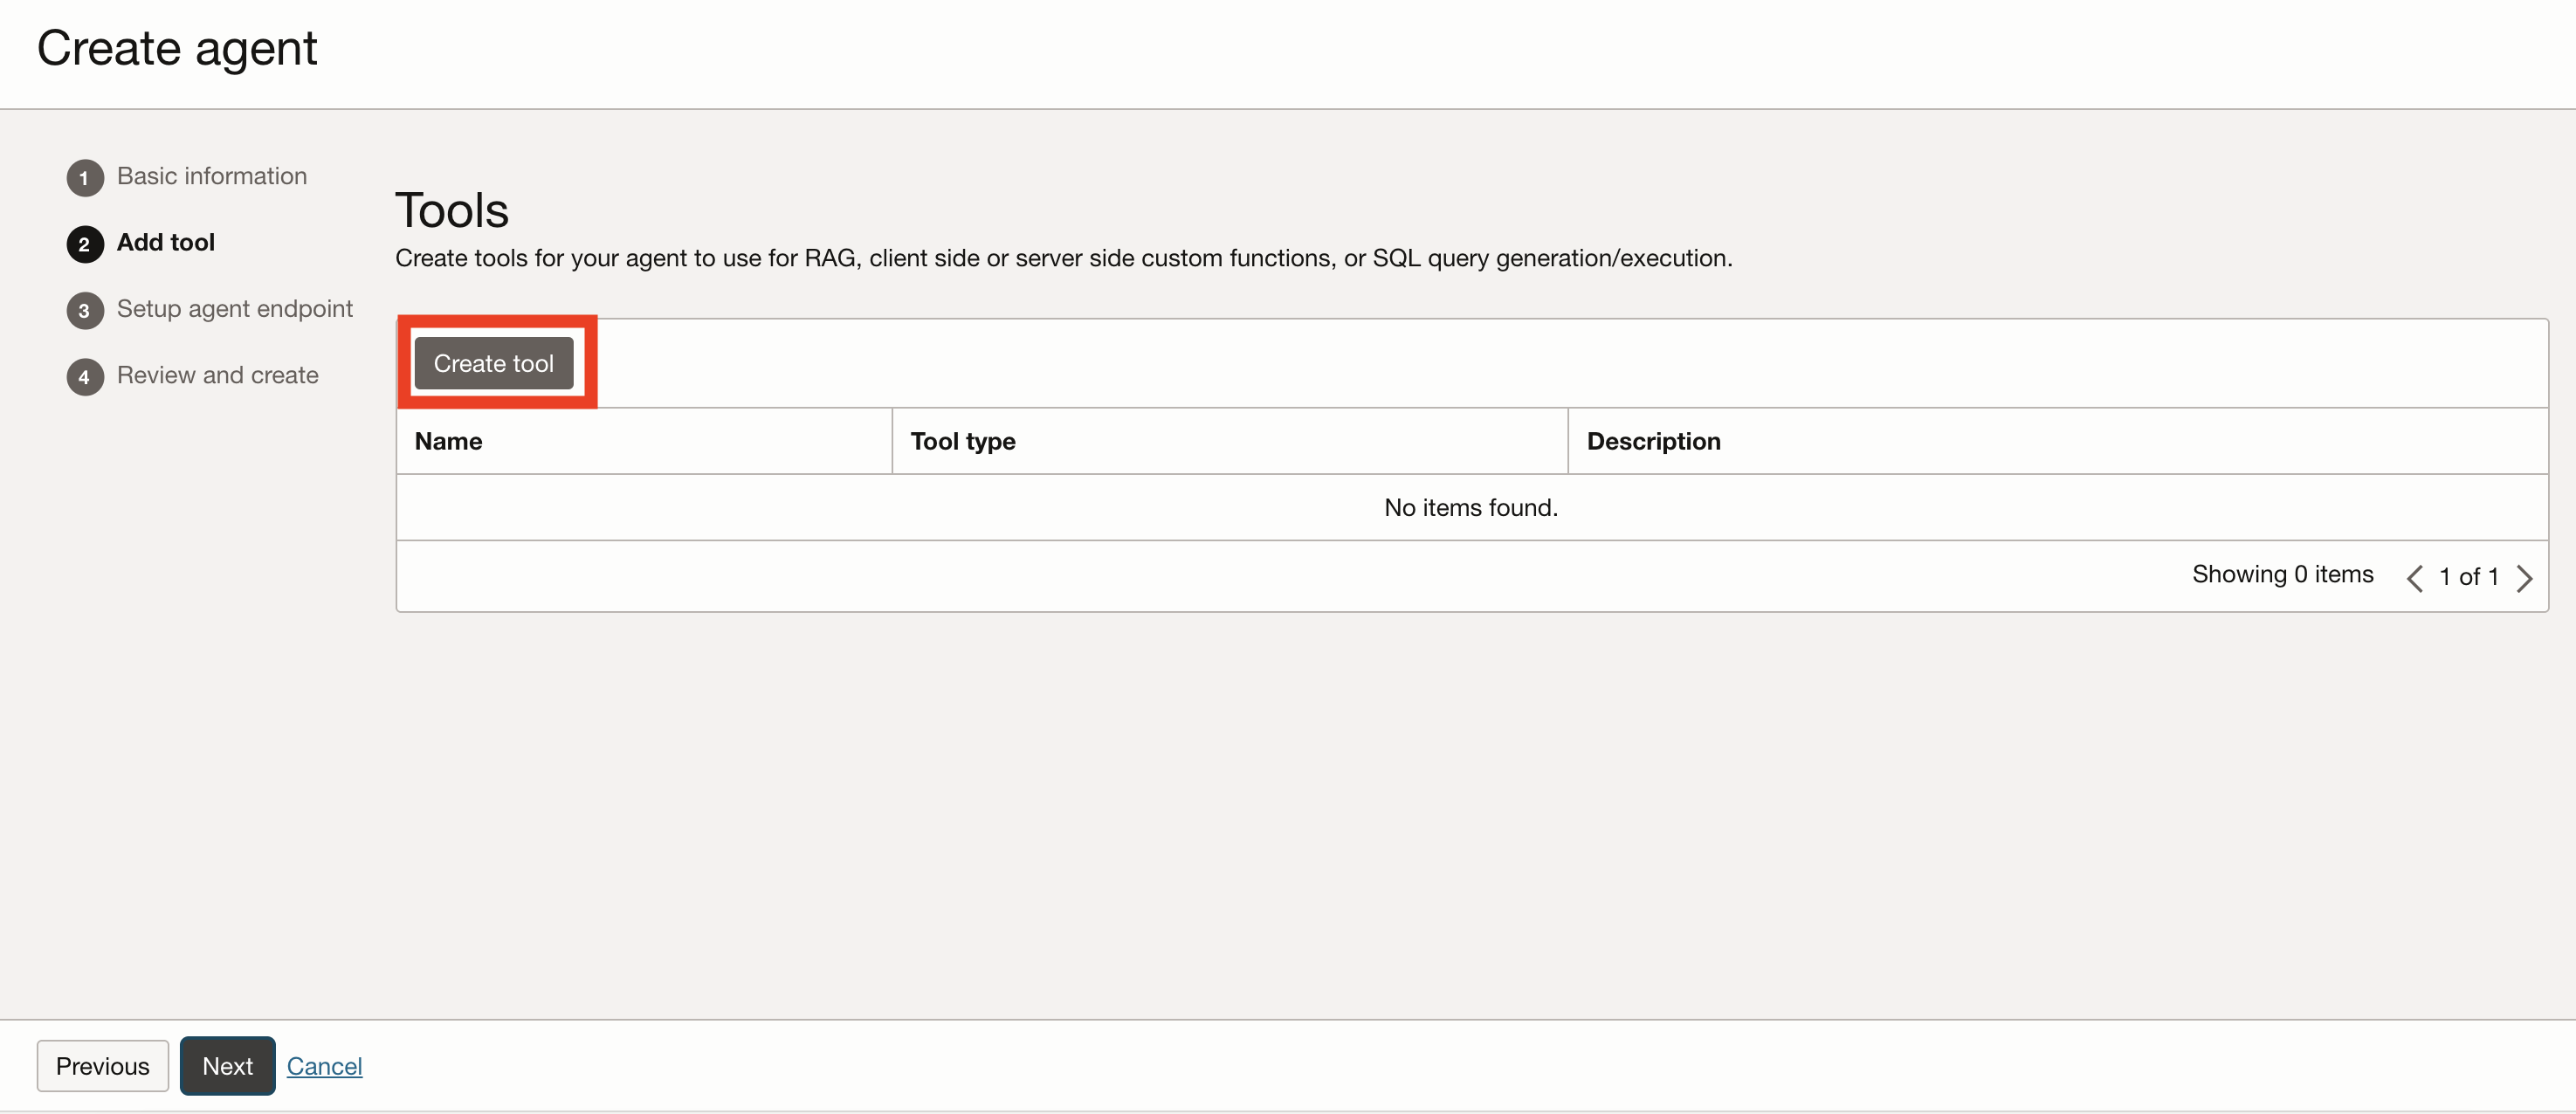 Create agent
1 Basic information
2 Add tool
3 Setup agent endpoint
4 Review and create
Tools
Create tools for your agent to use for RAG, client side or server side custom functions, or SQL query generation/execution.
Create tool
Name Tool type Description
No items found.
Showing 0 items 1 of 1
Previous Next Cancel